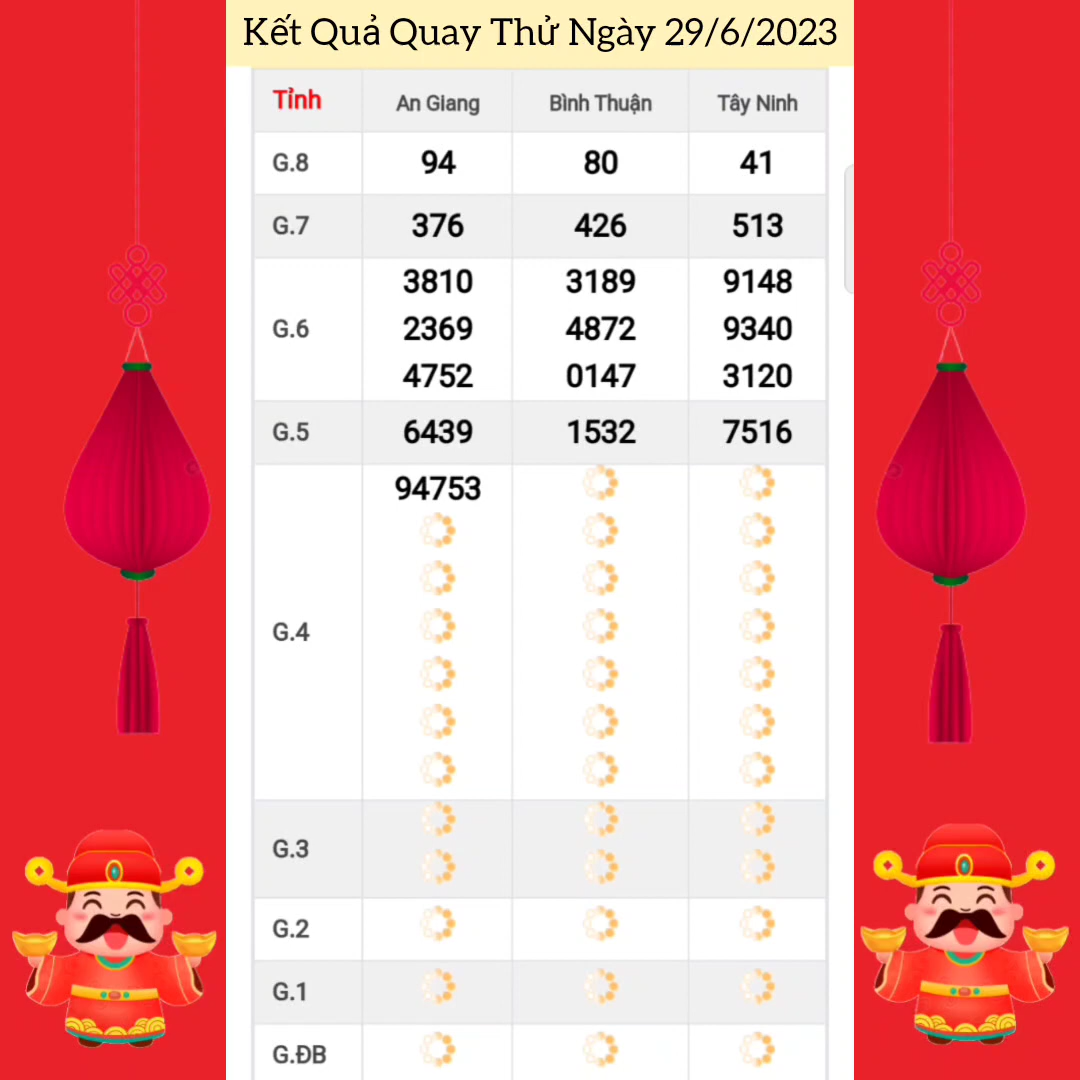 Kết Quả Quay Thử Ngày 29/6/2023
Tỉnh An Giang Bình Thuận Tây Ninh
G.8 94 80 41
G.7 376 426 513
3810 3189 9148
G.6 2369 4872 9340
4752 0147 3120
G.5 6439 1532 7516
94753
G.4
G.3
G.2
G.1
G.ĐB